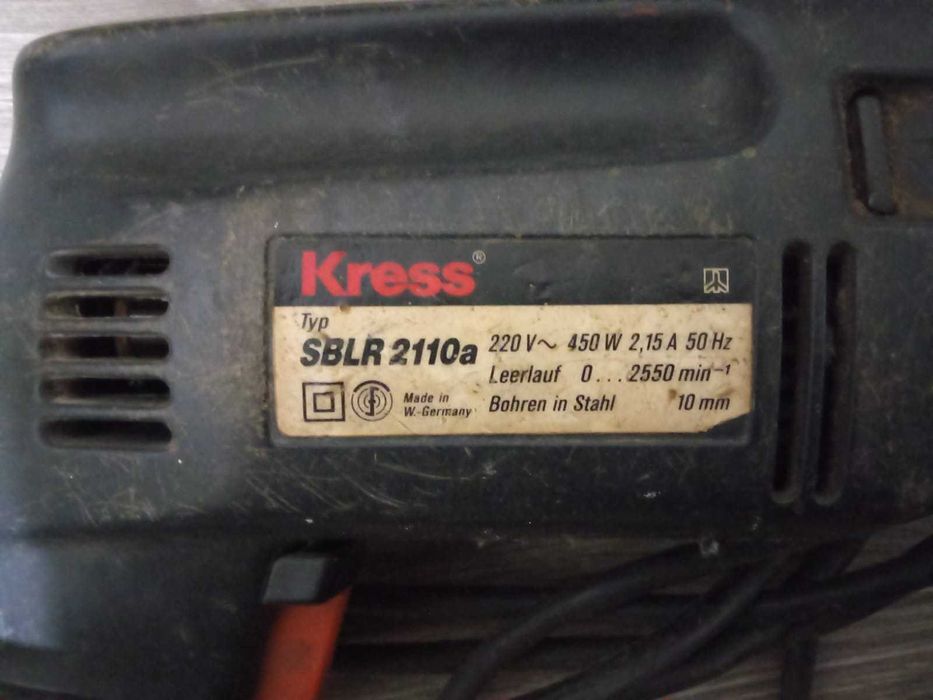 Kress®
Typ
SBLR 2110a
220 V~ 450 W 2,15 A 50 Hz
Leerlauf 0...2550 min⁻¹
Made in
W.-Germany
Bohren in Stahl 10 mm